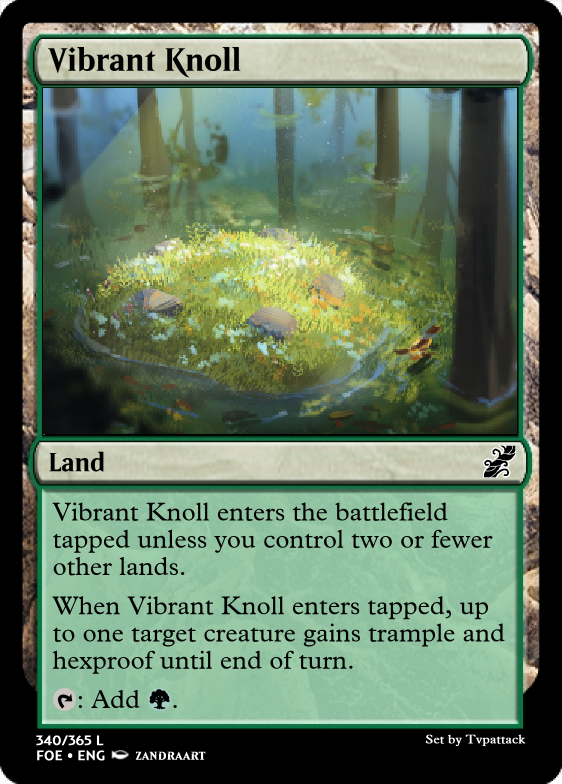 Vibrant Knoll
Land
Vibrant Knoll enters the battlefield
tapped unless you control two or fewer
other lands.
When Vibrant Knoll enters tapped, up
to one target creature gains trample and
hexproof until end of turn.
: Add .
340/365 L
Set by Tvpattack
FOE • ENG ZANDRAART